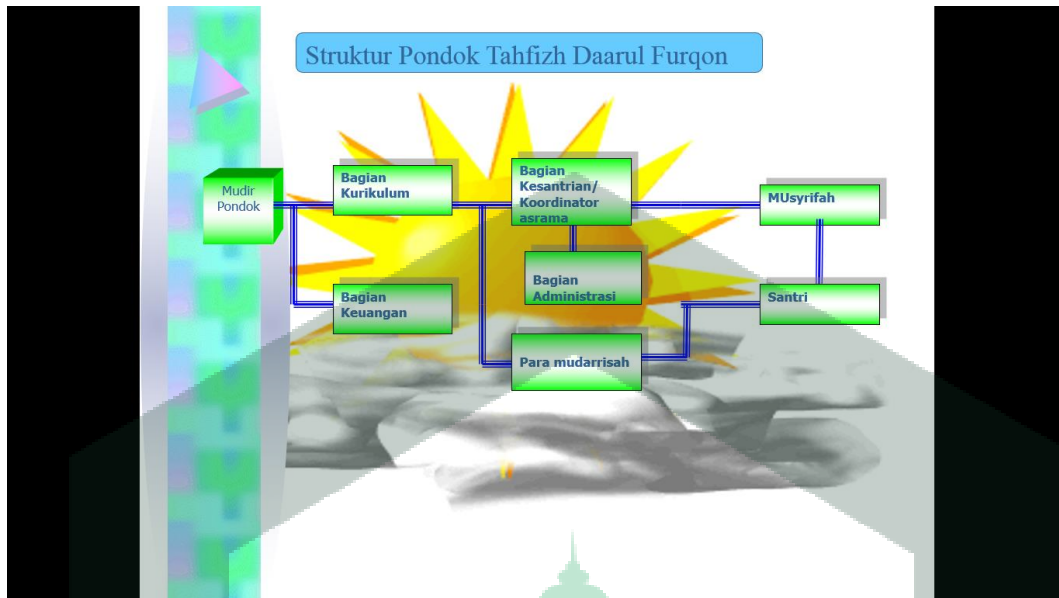 Struktur Pondok Tahfizh Daarul Furqon
Mudir
Pondok
Bagian
Kurikulum
Bagian
Keuangan
Bagian
Kesantrian/
Koordinator
asrama
Bagian
Administrasi
Para mudarrisah
MUsyrifah
Santri